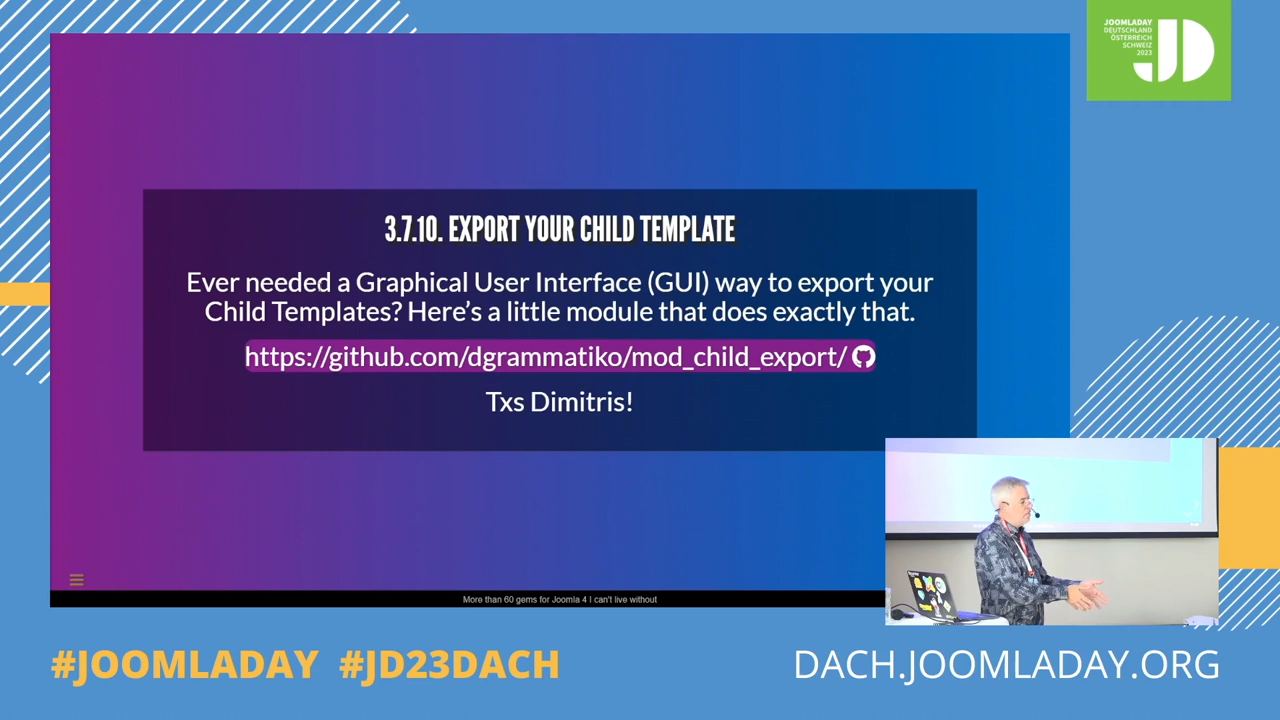 JOOMLADAY
DEUTSCHLAND
ÖSTERREICH
SCHWEIZ
2023
JD
3.7.10. EXPORT YOUR CHILD TEMPLATE
Ever needed a Graphical User Interface (GUI) way to export your
Child Templates? Here’s a little module that does exactly that.
https://github.com/dgrammatiko/mod_child_export/
Txs Dimitris!
More than 60 gems for Joomla 4 I can't live without
#JOOMLADAY #JD23DACH
DACH.JOOMLADAY.ORG